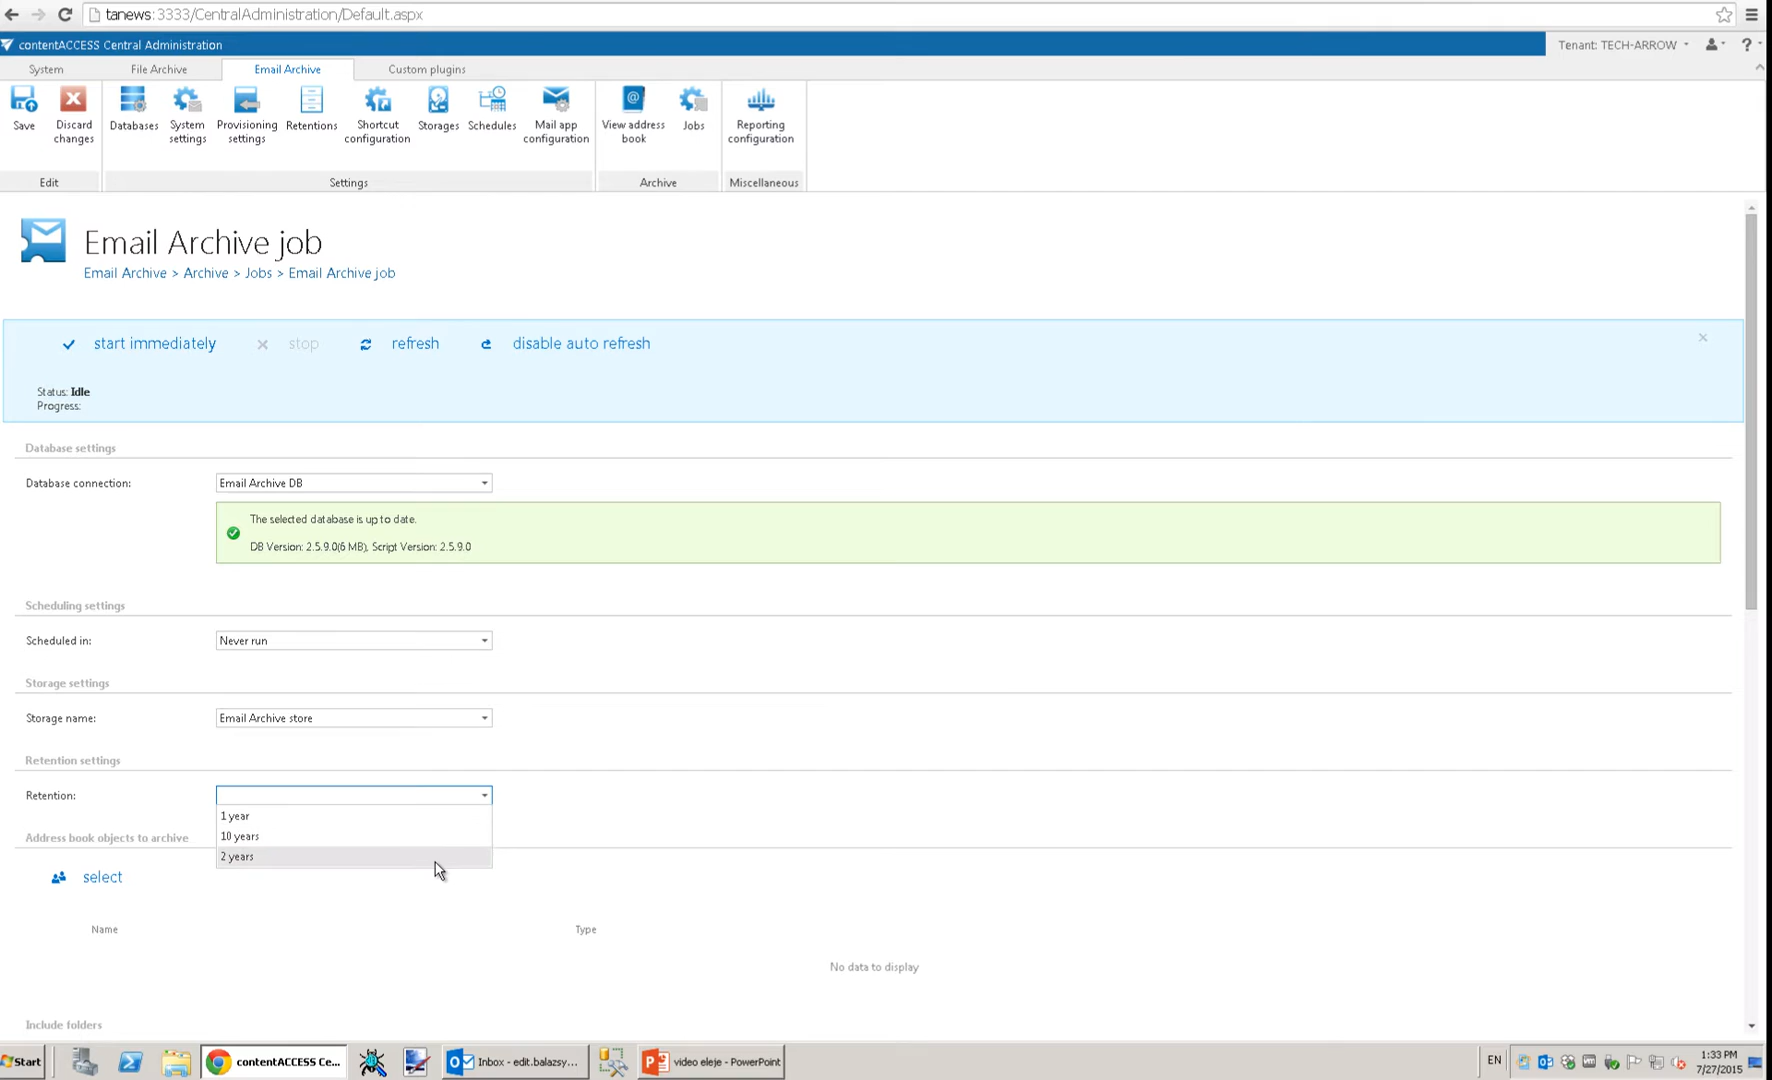 tanews:3333/CentralAdministration/Default.aspx
contentACCESS Central Administration
Tenant: TECH-ARROW
?
System
File Archive
Email Archive
Custom plugins
Save
Discard changes
Databases
System settings
Provisioning settings
Retentions
Shortcut configuration
Storages
Schedules
Mail app configuration
View address book
Jobs
Reporting configuration
Edit
Settings
Archive
Miscellaneous
Email Archive job
Email Archive > Archive > Jobs > Email Archive job
start immediately
stop
refresh
disable auto refresh
Status: Idle
Progress:
Database settings
Database connection:
Email Archive DB
The selected database is up to date.
DB Version: 2.5.9.0(6 MB), Script Version: 2.5.9.0
Scheduling settings
Scheduled in:
Never run
Storage settings
Storage name:
Email Archive store
Retention settings
Retention:
1 year
10 years
2 years
Address book objects to archive
select
Name
Type
No data to display
Include folders
Start
contentACCESS Ce...
Inbox - edit.balazsy...
video eleje - PowerPoint
EN
1:33 PM
7/27/2015